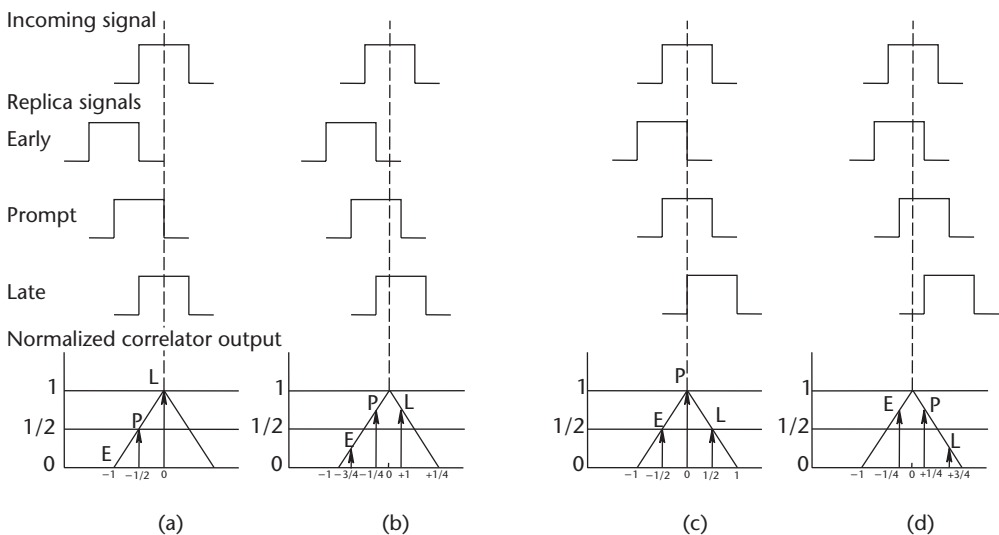 Incoming signal
Replica signals
Early
Prompt
Late
Normalized correlator output
1
1/2
0
L
P
E
−1 −1/2 0
(a)
1
1/2
0
P L
E
−1 −3/4 −1/4 0 +1 +1/4
(b)
1
1/2
0
P
E L
−1 −1/2 0 1/2 1
(c)
1
1/2
0
E P
L
−1 −1/4 0 +1/4 +3/4
(d)